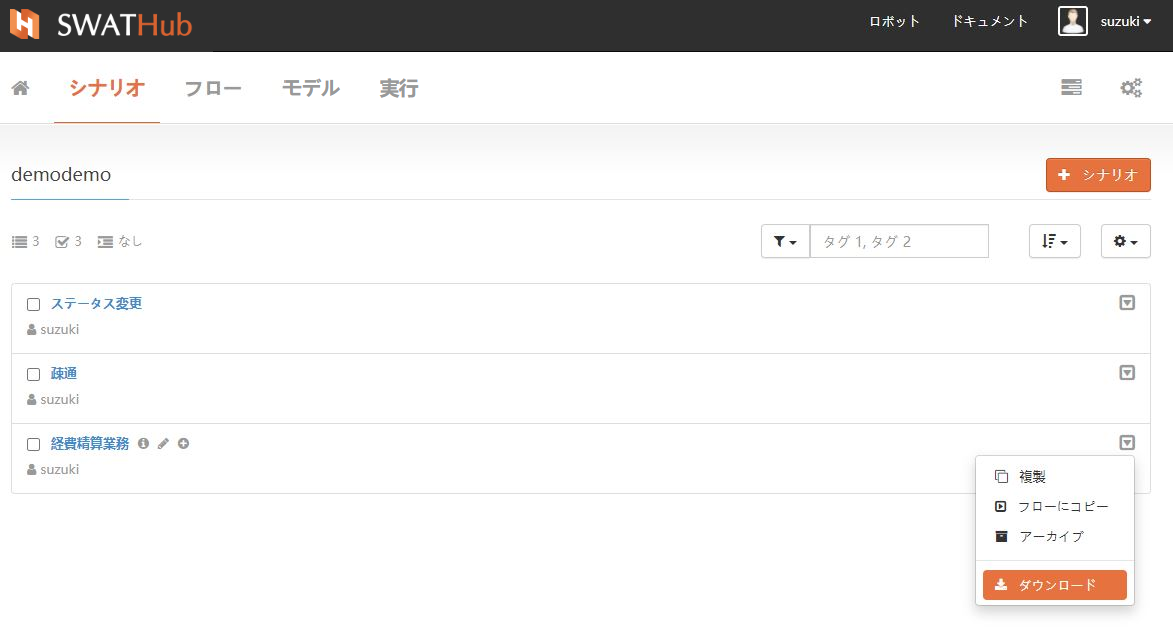 SWATHub ロボット ドキュメント suzuki
シナリオ フロー モデル 実行
demodemo
シナリオ
3 3 なし タグ 1, タグ 2
ステータス変更
suzuki
疎通
suzuki
経費精算業務
suzuki
複製
フローにコピー
アーカイブ
ダウンロード